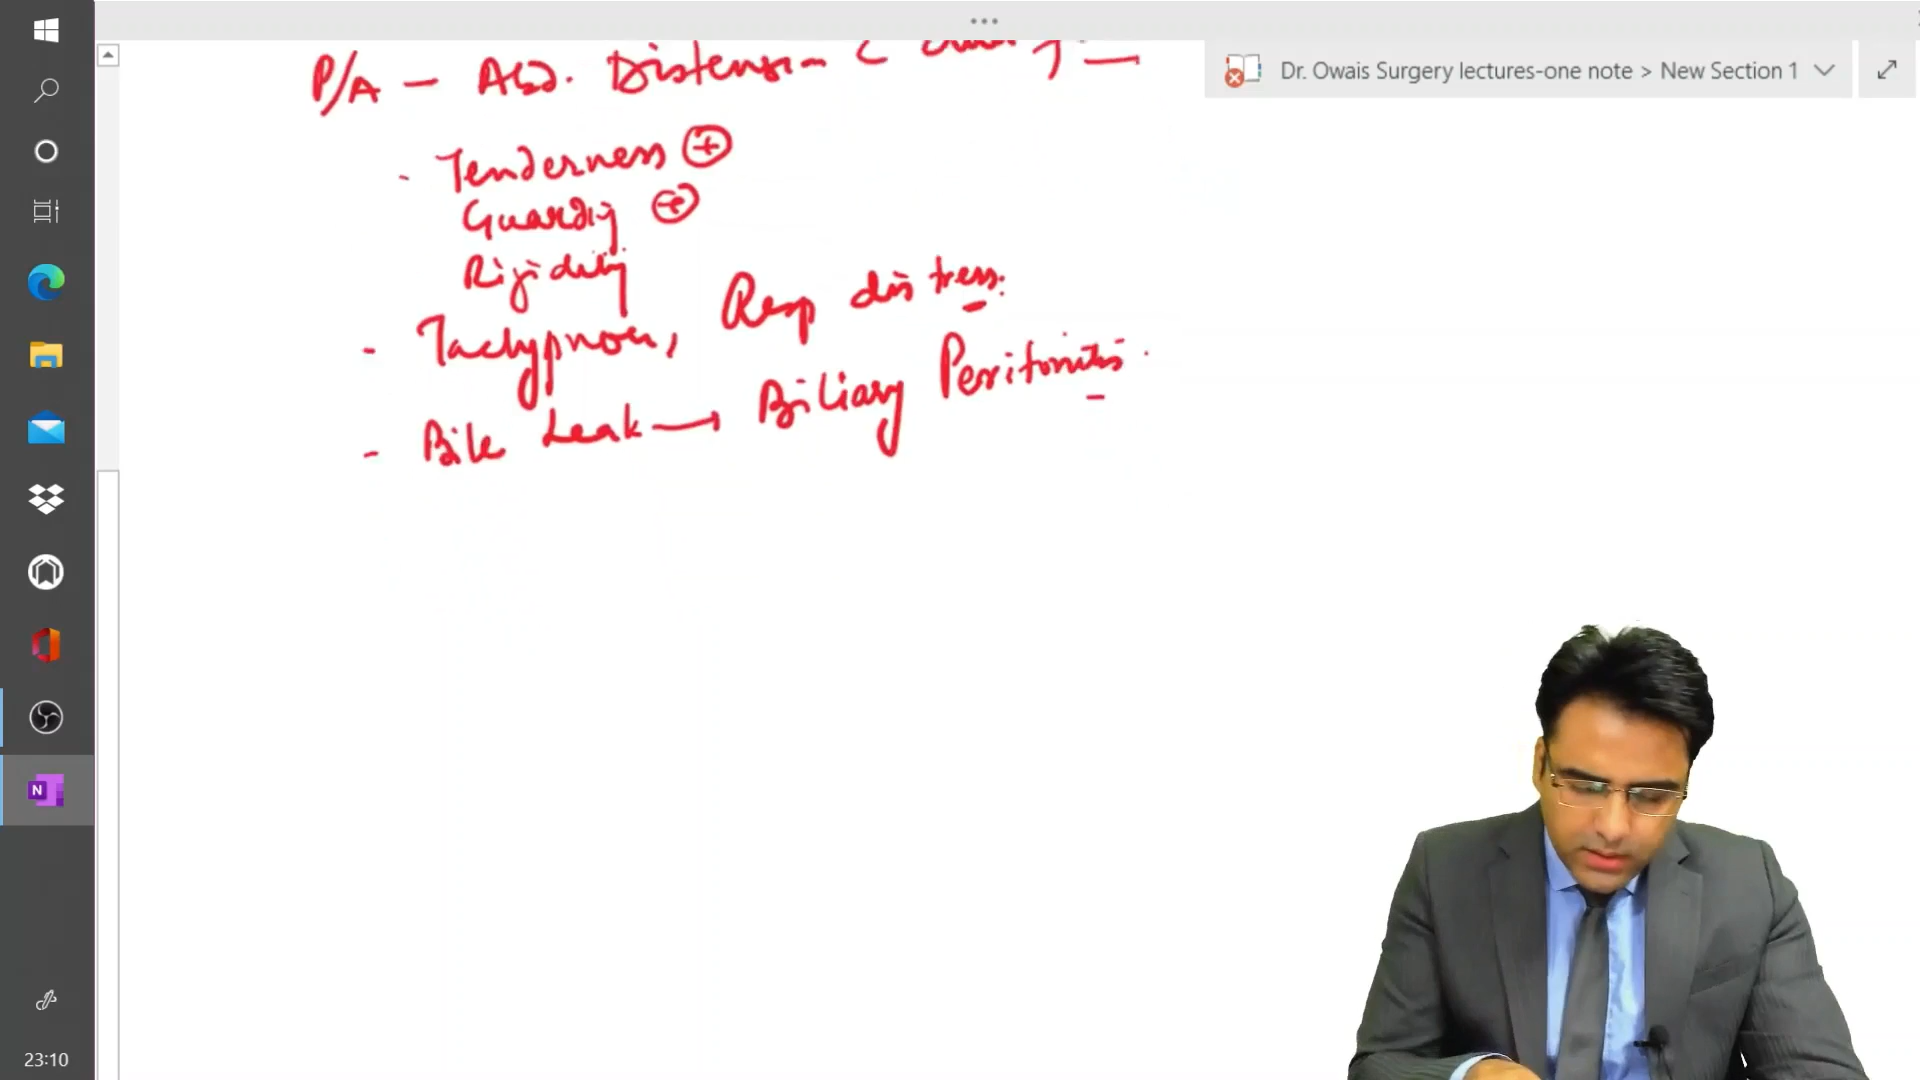 Dr. Owais Surgery lectures-one note > New Section 1
P/A - Abd. Distension
- Tenderness +
Guarding +
Rigidity
- Tachypnoea, Resp distress.
- Bile Leak → Biliary Peritonitis.
N
23:10